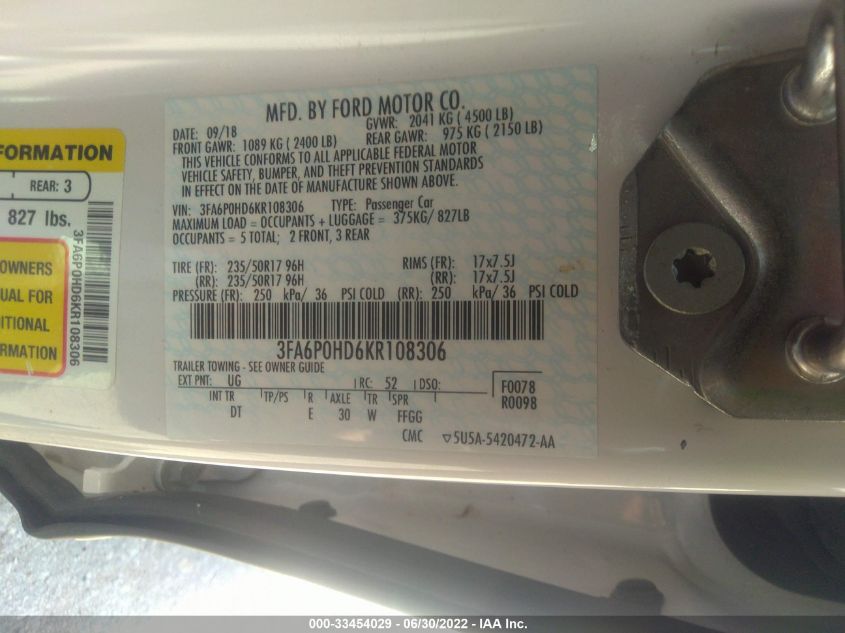 MFD. BY FORD MOTOR CO.
DATE: 09/18 GVWR: 2041 KG ( 4500 LB)
FRONT GAWR: 1089 KG ( 2400 LB) REAR GAWR: 975 KG ( 2150 LB)
THIS VEHICLE CONFORMS TO ALL APPLICABLE FEDERAL MOTOR
VEHICLE SAFETY, BUMPER, AND THEFT PREVENTION STANDARDS
IN EFFECT ON THE DATE OF MANUFACTURE SHOWN ABOVE.
VIN: 3FA6P0HD6KR108306 TYPE: Passenger Car
MAXIMUM LOAD = OCCUPANTS + LUGGAGE = 375KG/ 827LB
OCCUPANTS = 5 TOTAL; 2 FRONT, 3 REAR
TIRE (FR): 235/50R17 96H RIMS (FR): 17x7.5J
(RR): 235/50R17 96H (RR): 17x7.5J
PRESSURE (FR): 250 kPa/ 36 PSI COLD (RR): 250 kPa/ 36 PSI COLD
3FA6P0HD6KR108306
TRAILER TOWING - SEE OWNER GUIDE
EXT PNT: UG RC: 52 DSO:
INT TR TP/PS R AXLE TR SPR
DT E 30 W FFGG
F0078
R0098
CMC ▽5U5A-5420472-AA
FORMATION
REAR: 3
827 lbs.
OWNERS
UAL FOR
DITIONAL
RMATION
3FA6P0HD6KR108306
000-33454029 - 06/30/2022 - IAA Inc.